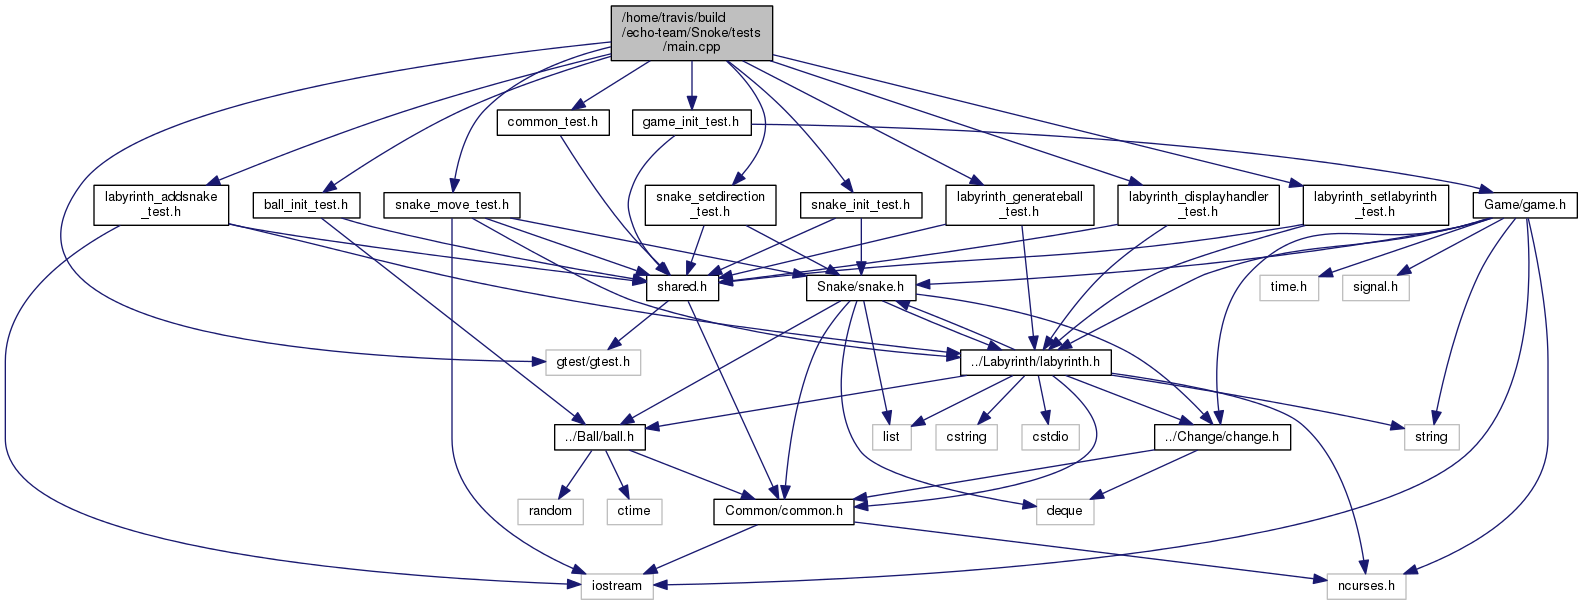 /home/travis/build
/echo-team/Snoke/tests
/main.cpp
common_test.h
game_init_test.h
labyrinth_addsnake
_test.h
ball_init_test.h
snake_move_test.h
snake_setdirection
_test.h
snake_init_test.h
labyrinth_generateball
_test.h
labyrinth_displayhandler
_test.h
labyrinth_setlabyrinth
_test.h
Game/game.h
shared.h
Snake/snake.h
time.h
signal.h
gtest/gtest.h
../Labyrinth/labyrinth.h
../Ball/ball.h
list
cstring
cstdio
../Change/change.h
string
random
ctime
Common/common.h
deque
iostream
ncurses.h